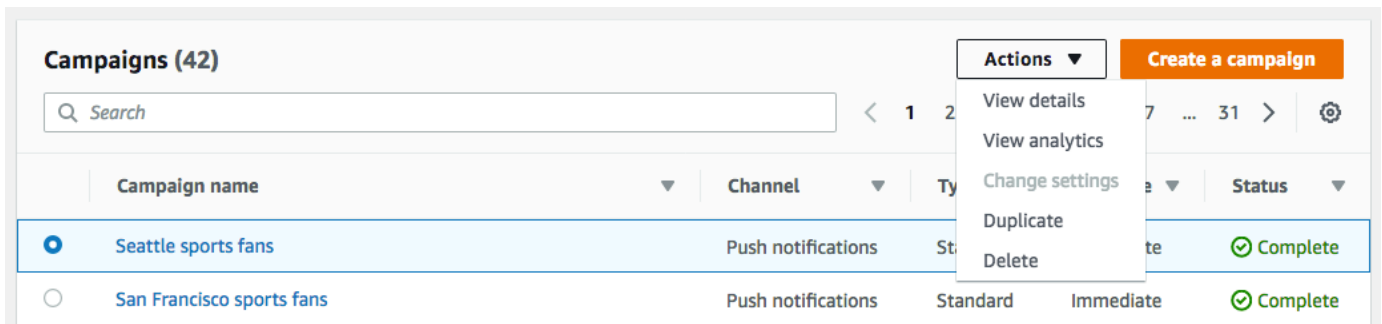 Campaigns (42)
Actions
Create a campaign
Search
1 2 7 ... 31
View details
View analytics
Change settings
Duplicate
Delete
Campaign name Channel Status
Seattle sports fans Push notifications Complete
San Francisco sports fans Push notifications Standard Immediate Complete